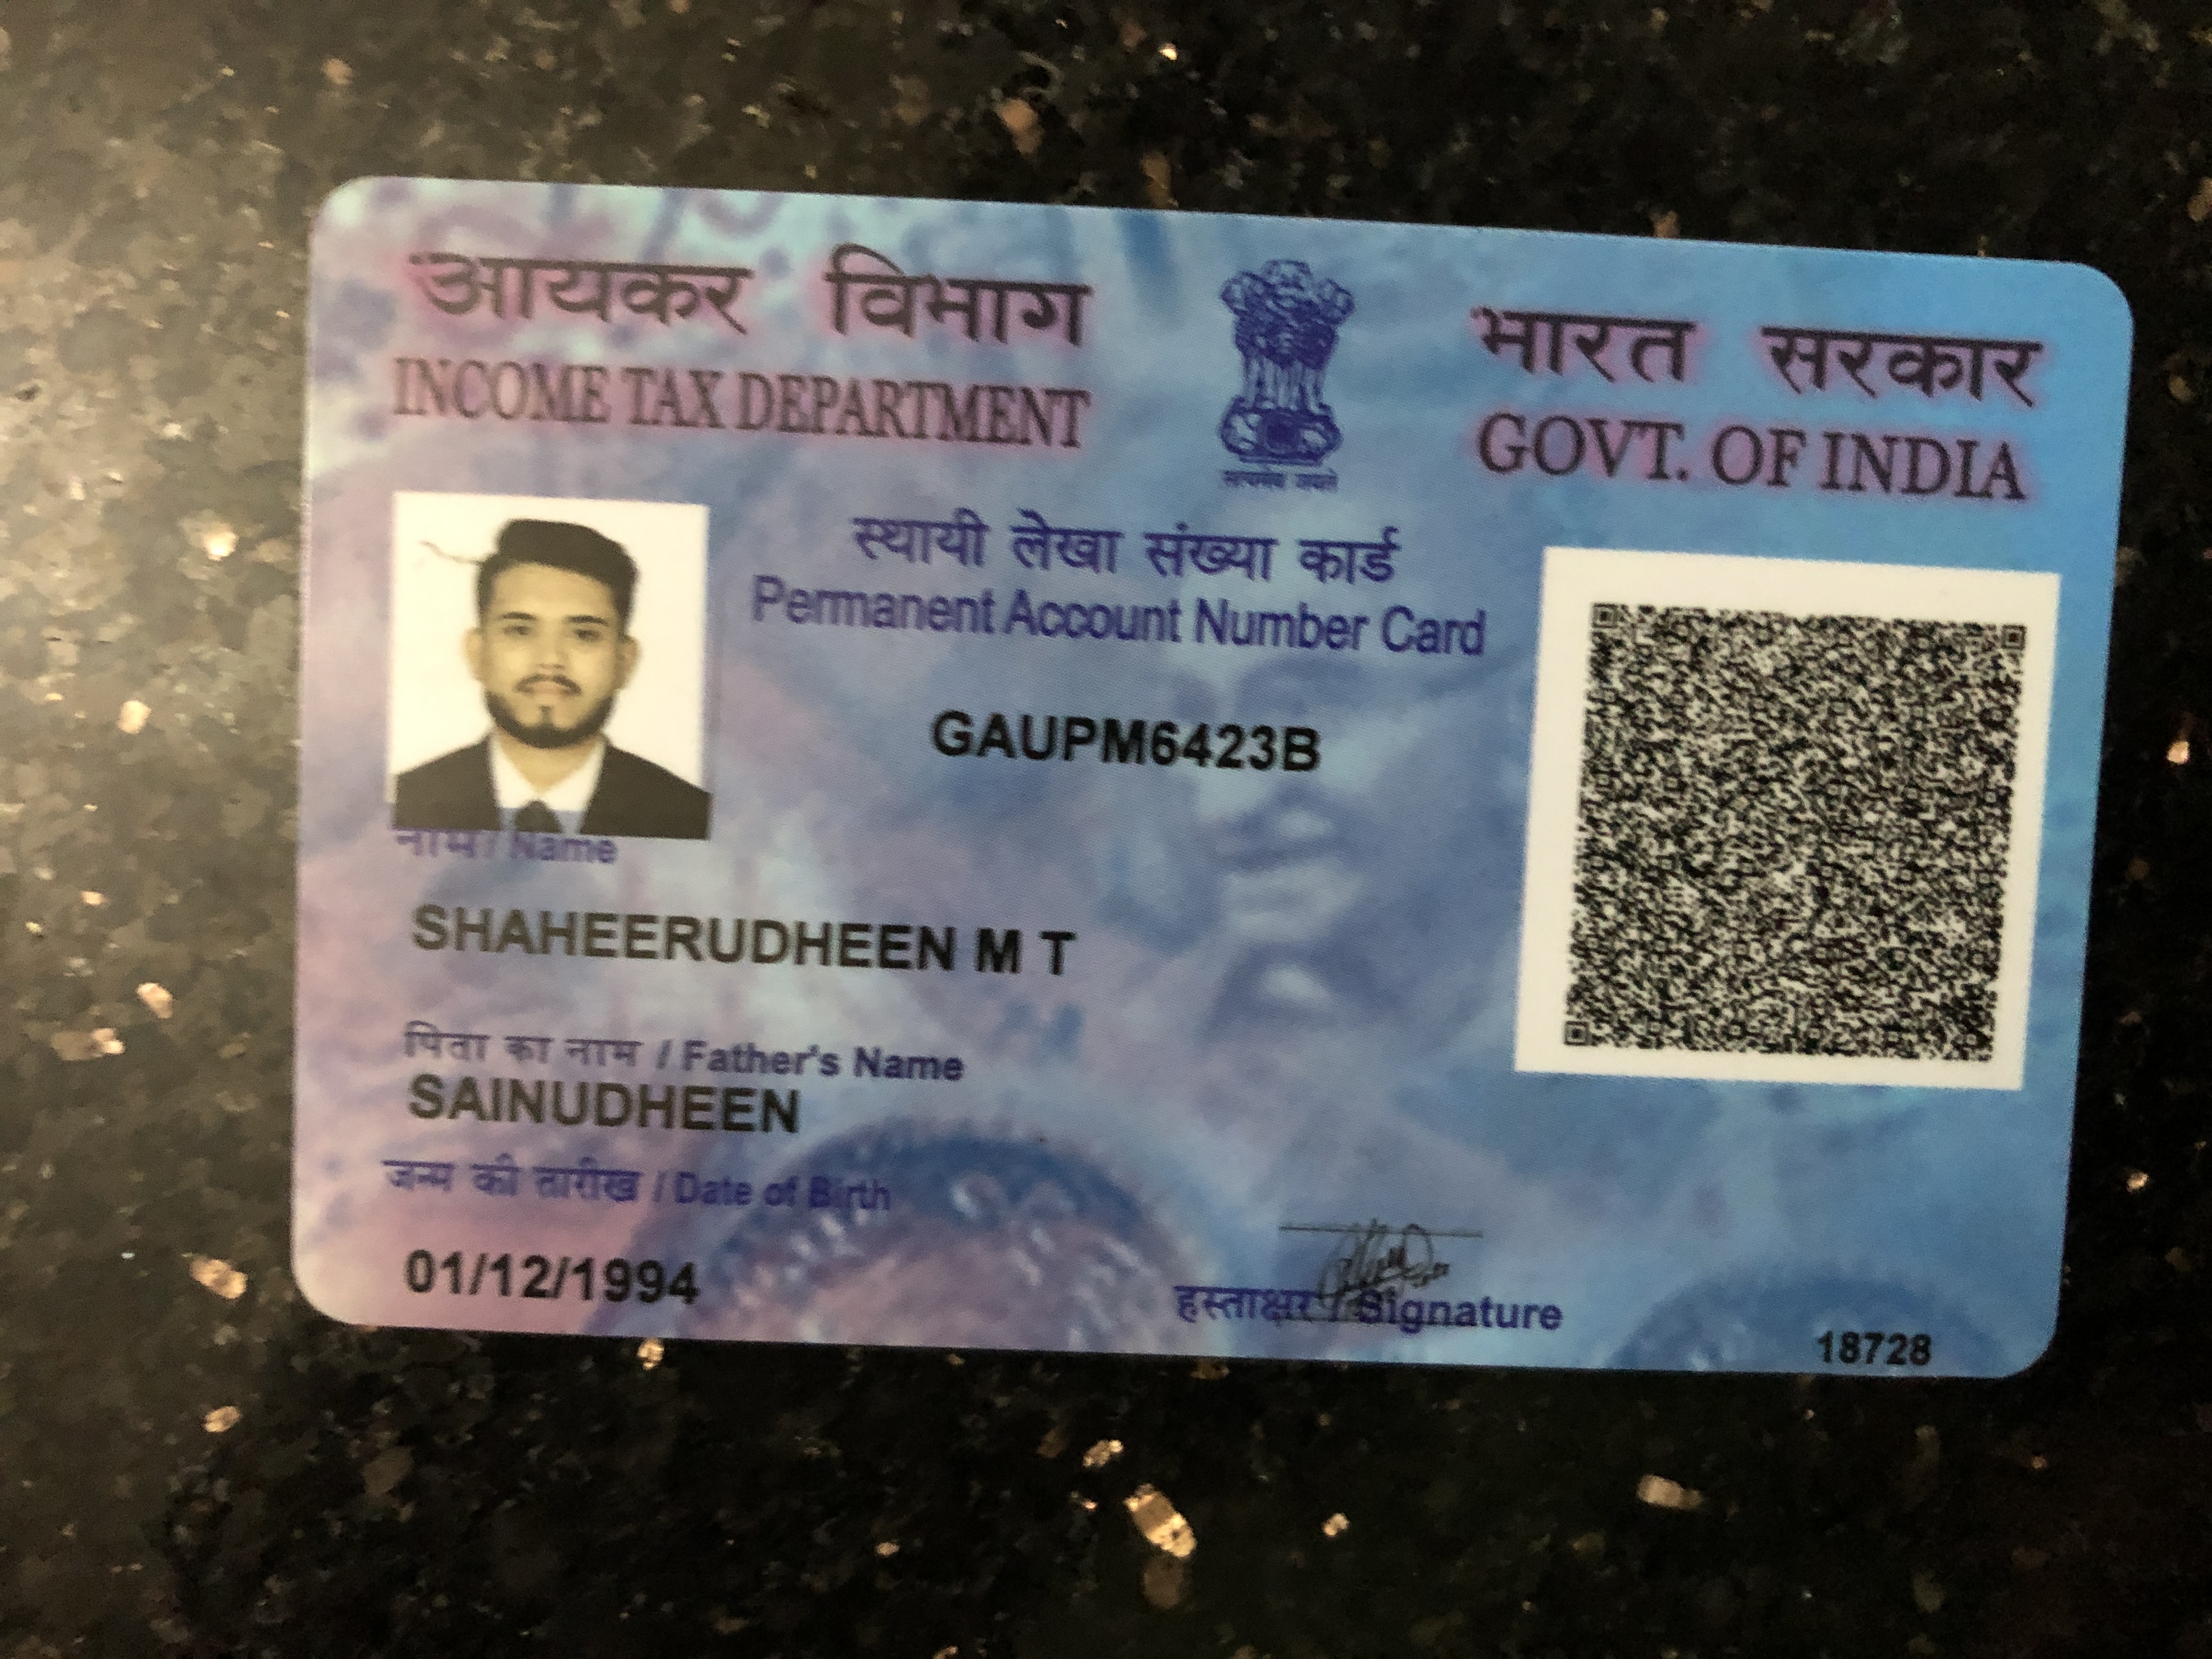 आयकर विभाग
INCOME TAX DEPARTMENT
सत्यमेव जयते
भारत सरकार
GOVT. OF INDIA
स्थायी लेखा संख्या कार्ड
Permanent Account Number Card
GAUPM6423B
नाम / Name
SHAHEERUDHEEN M T
पिता का नाम / Father's Name
SAINUDHEEN
जन्म की तारीख / Date of Birth
01/12/1994
हस्ताक्षर / Signature
18728